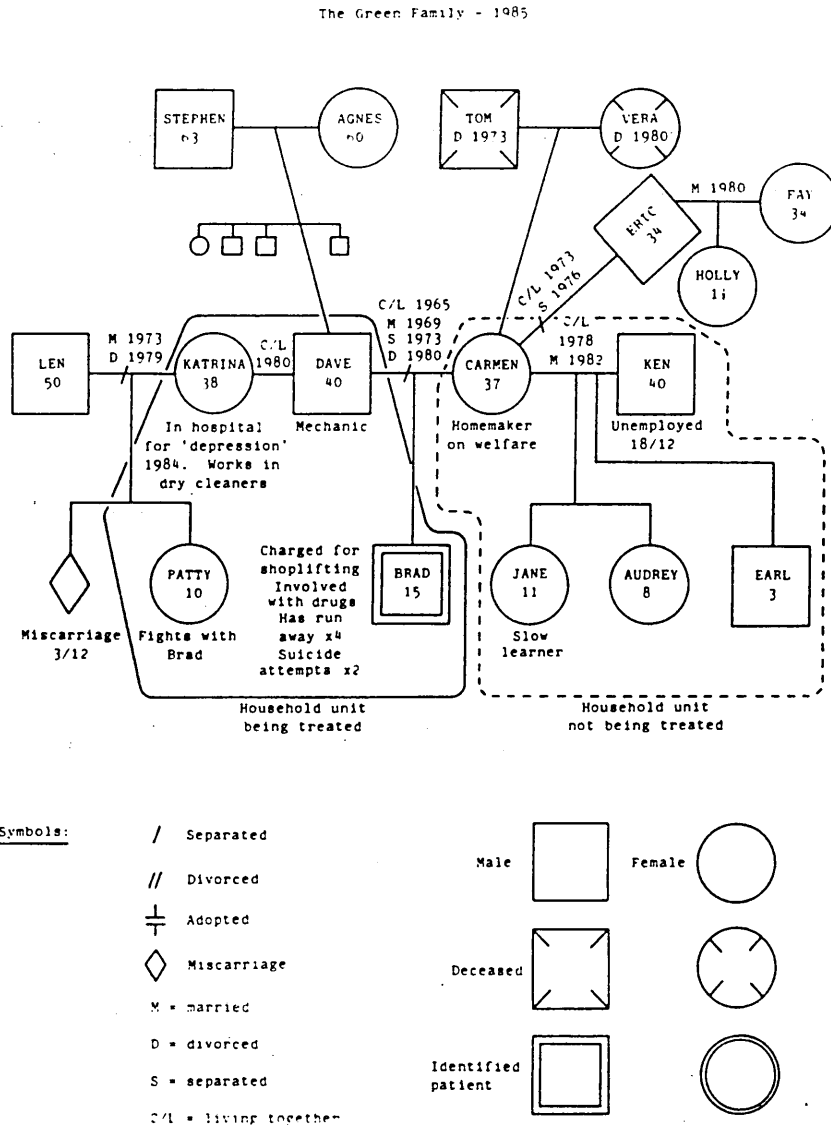 The Green Family - 1985
STEPHEN
63
AGNES
60
TOM
D 1973
VERA
D 1980
M 1980
ERIC
34
FAY
34
HOLLY
C/L 1973
S 1976
C/L 1965
M 1969
S 1973
D 1980
M 1973
D 1979
C/L
1980
C/L
1978
M 1982
LEN
50
KATRINA
38
DAVE
40
CARMEN
37
KEN
40
In hospital
for 'depression'
1984. Works in
dry cleaners
Mechanic
Homemaker
on welfare
Unemployed
18/12
PATTY
10
Charged for
shoplifting
Involved
with drugs
Has run
away x4
Suicide
attempts x2
BRAD
15
JANE
11
AUDREY
8
EARL
3
Miscarriage
3/12
Fights with
Brad
Slow
learner
Household unit
being treated
Household unit
not being treated
Symbols:
/ Separated
// Divorced
Adopted
Miscarriage
M = married
D = divorced
S = separated
C/L = living together
Male
Female
Deceased
Identified
patient